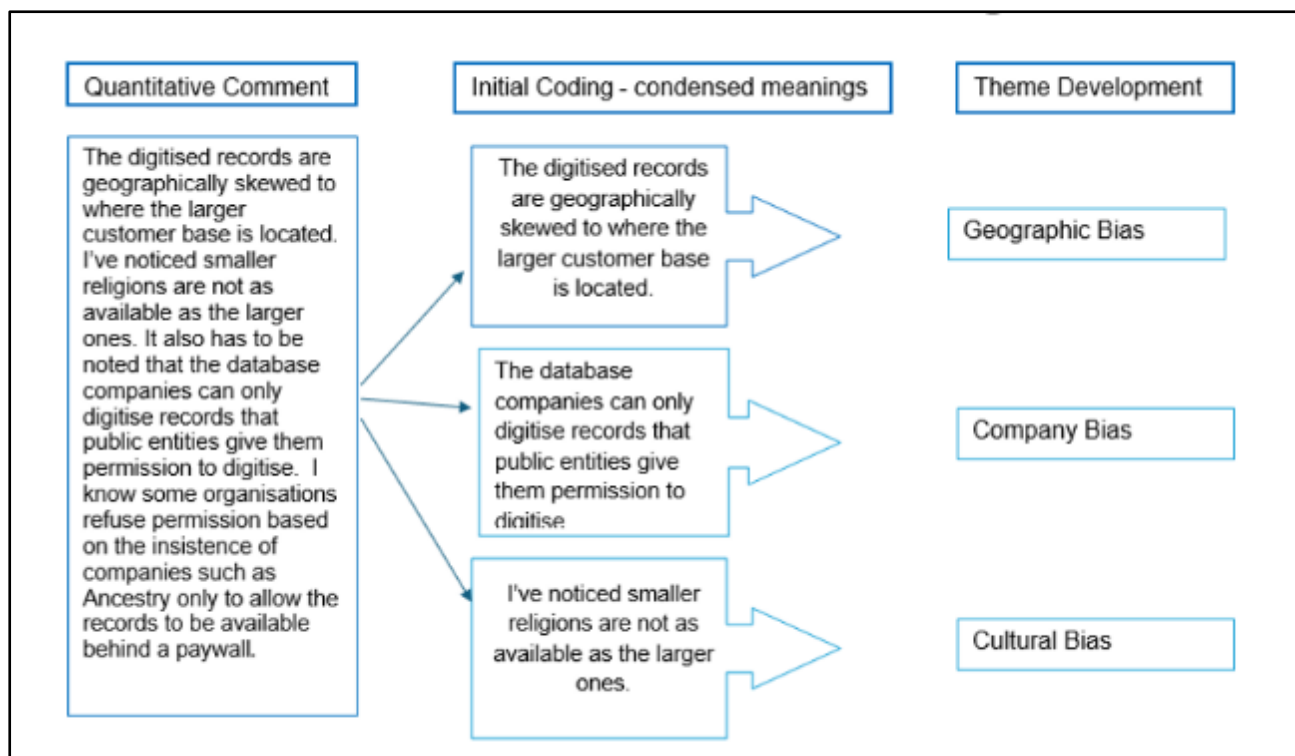 Quantitative Comment
Initial Coding - condensed meanings
Theme Development
The digitised records are
geographically skewed to
where the larger
customer base is located.
I've noticed smaller
religions are not as
available as the larger
ones. It also has to be
noted that the database
companies can only
digitise records that
public entities give them
permission to digitise. I
know some organisations
refuse permission based
on the insistence of
companies such as
Ancestry only to allow the
records to be available
behind a paywall.
The digitised records
are geographically
skewed to where the
larger customer base
is located.
Geographic Bias
The database
companies can only
digitise records that
public entities give
them permission to
digitise
Company Bias
I've noticed smaller
religions are not as
available as the larger
ones.
Cultural Bias